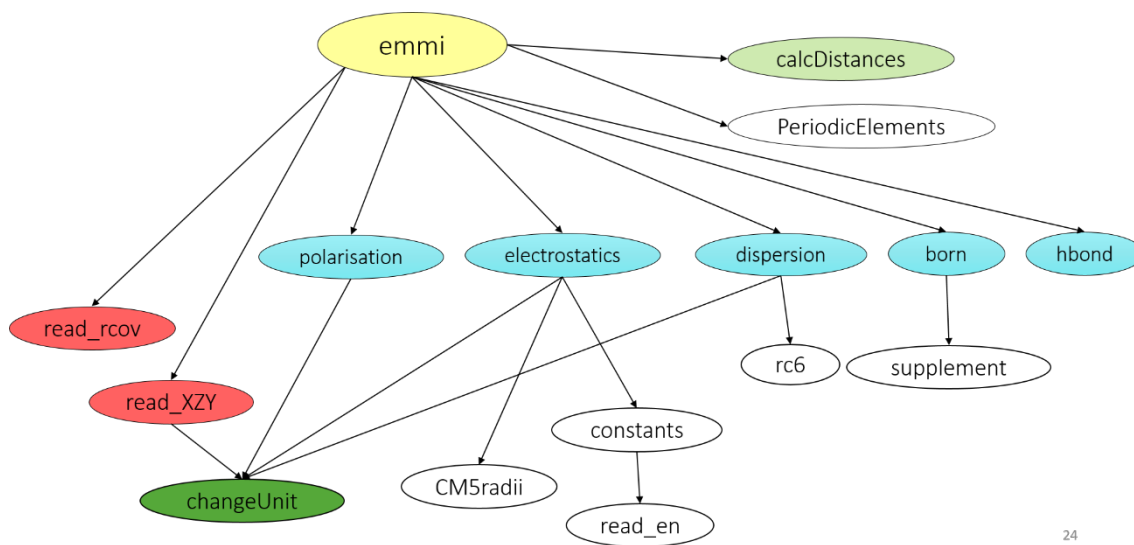 emmi
calcDistances
PeriodicElements
polarisation
electrostatics
dispersion
born
hbond
read_rcov
rc6
supplement
read_XZY
constants
CM5radii
changeUnit
read_en
24